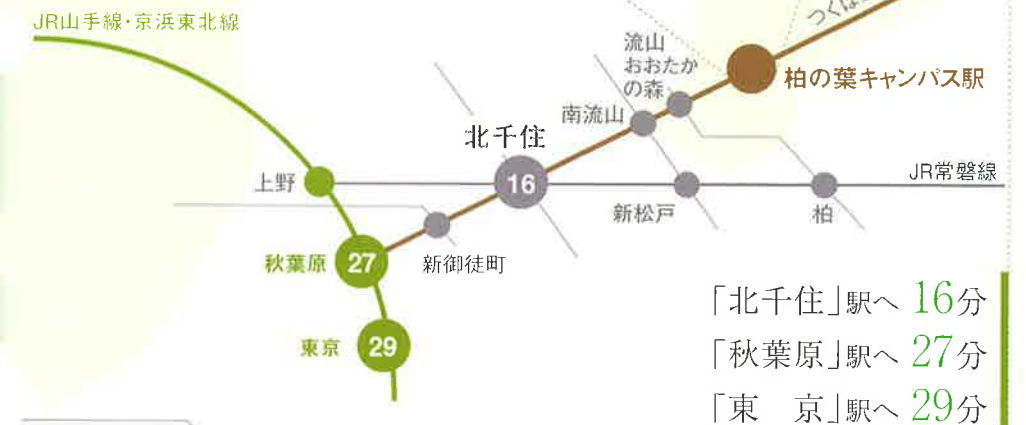 JR山手線・京浜東北線
つくば
流山
おおたか
の森
柏の葉キャンパス駅
南流山
北千住
JR常磐線
上野
16
新松戸
柏
秋葉原
27
新御徒町
東京
29
「北千住」駅へ 16分
「秋葉原」駅へ 27分
「東　京」駅へ 29分